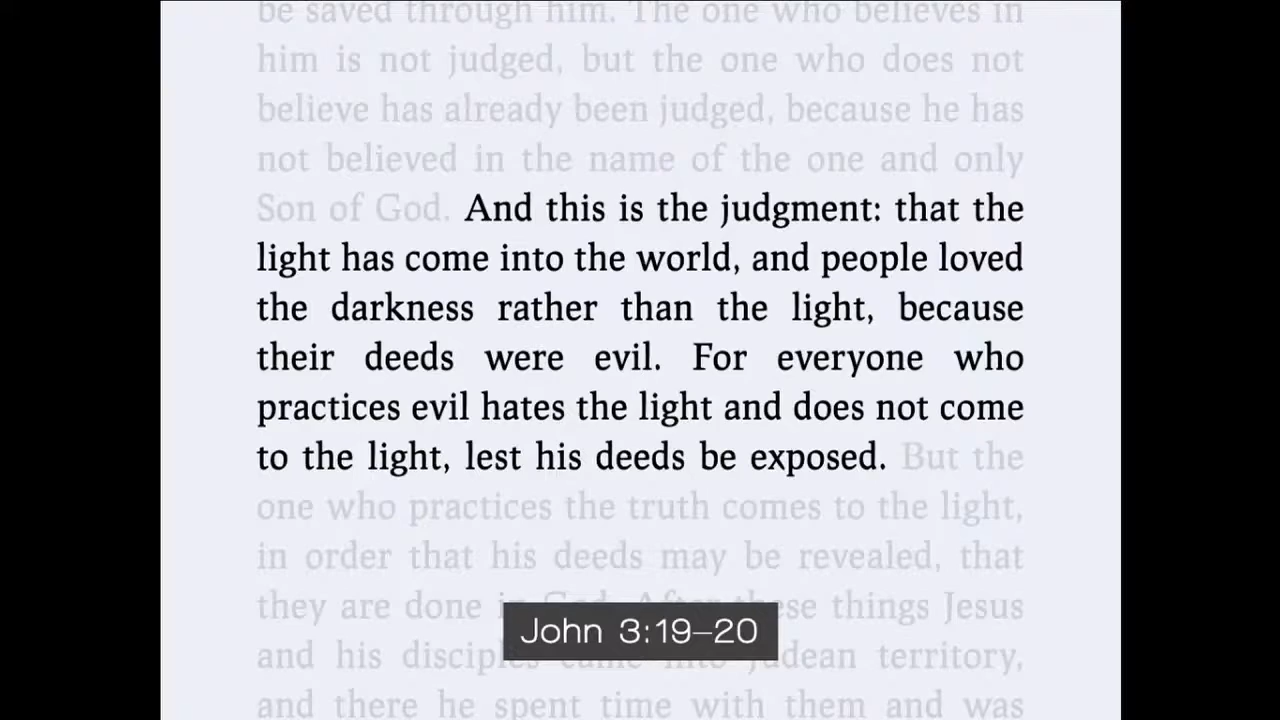 be saved through him. The one who believes in
him is not judged, but the one who does not
believe has already been judged, because he has
not believed in the name of the one and only
Son of God. And this is the judgment: that the
light has come into the world, and people loved
the darkness rather than the light, because
their deeds were evil. For everyone who
practices evil hates the light and does not come
to the light, lest his deeds be exposed. But the
one who practices the truth comes to the light,
in order that his deeds may be revealed, that
they are done in God. After these things Jesus
John 3:19–20
and his disciples came into Judean territory,
and there he spent time with them and was